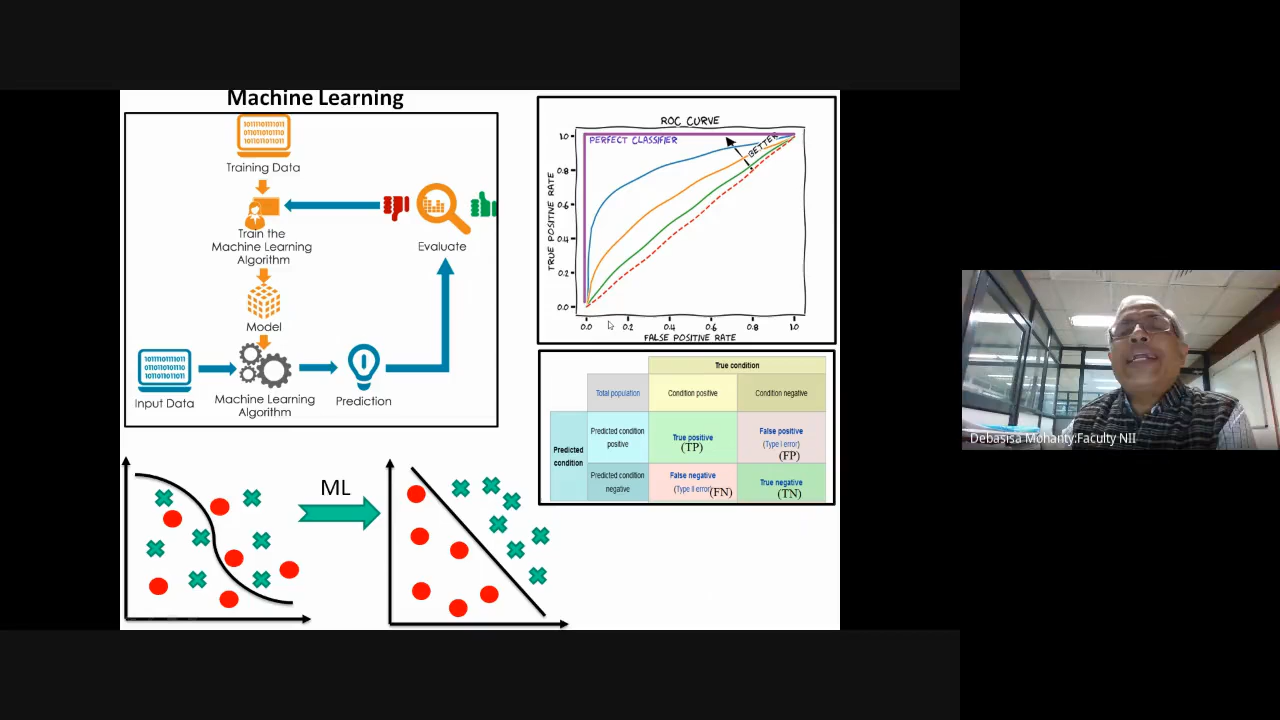 Machine Learning
101110111011
011010101110
01110111011
Training Data
Train the
Machine Learning
Algorithm
Model
Evaluate
Input Data
Machine Learning
Algorithm
Prediction
ROC CURVE
PERFECT CLASSIFIER
BETTER
TRUE POSITIVE RATE
1.0
0.8
0.6
0.4
0.2
0.0
0.0 0.2 0.4 0.6 0.8 1.0
FALSE POSITIVE RATE
True condition
Total population
Condition positive
Condition negative
Predicted
condition
Predicted condition
positive
True positive
(TP)
False positive
(Type I error)
(FP)
Predicted condition
negative
False negative
(Type II error)
(FN)
True negative
(TN)
ML
Debasisa Mohanty:Faculty NII